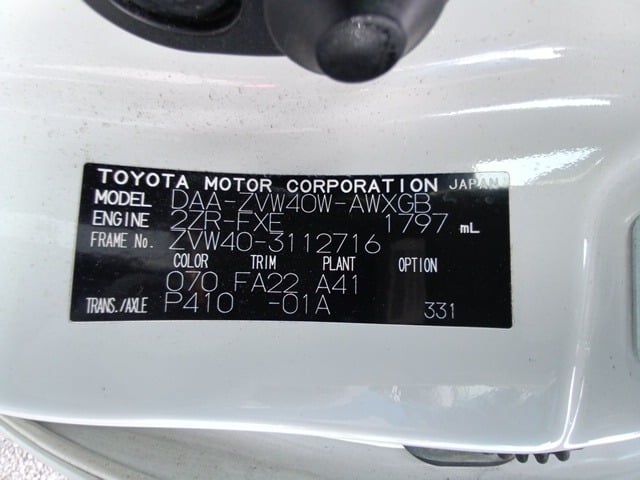 TOYOTA MOTOR CORPORATION JAPAN
MODEL DAA-ZVW40W-AWXGB
ENGINE 2ZR-FXE 1797 mL
FRAME No. ZVW40-3112716
COLOR TRIM PLANT OPTION
070 FA22 A41
TRANS./AXLE P410 -01A 331